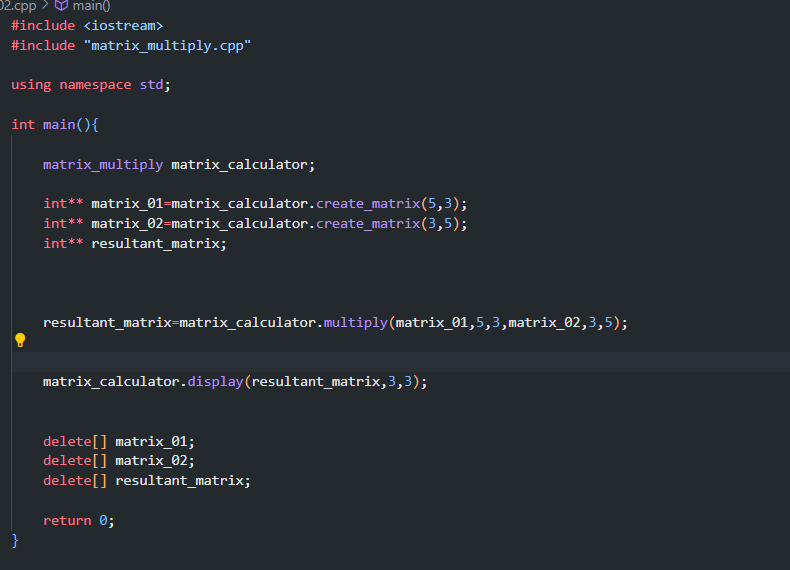 02.cpp > main()
#include <iostream>
#include "matrix_multiply.cpp"
using namespace std;
int main(){
matrix_multiply matrix_calculator;
int** matrix_01=matrix_calculator.create_matrix(5,3);
int** matrix_02=matrix_calculator.create_matrix(3,5);
int** resultant_matrix;
resultant_matrix=matrix_calculator.multiply(matrix_01,5,3,matrix_02,3,5);
matrix_calculator.display(resultant_matrix,3,3);
delete[] matrix_01;
delete[] matrix_02;
delete[] resultant_matrix;
return 0;
}